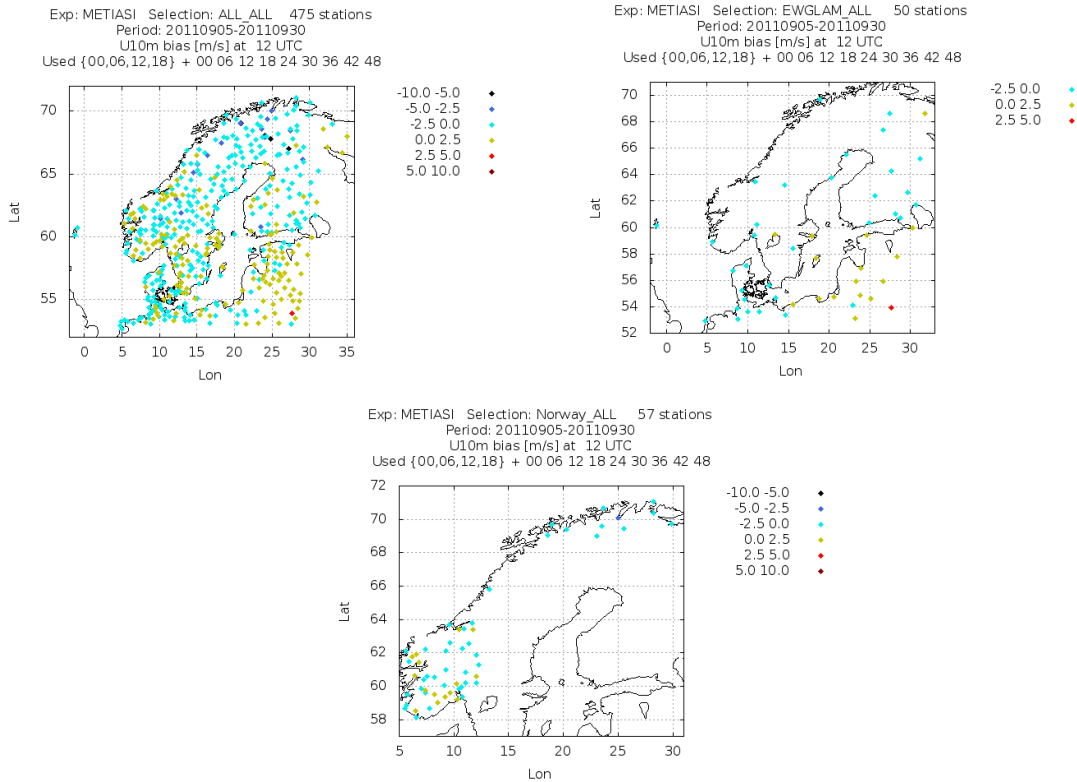 Exp: METIASI Selection: ALL_ALL 475 stations
Period: 20110905-20110930
U10m bias [m/s] at 12 UTC
Used {00,06,12,18} + 00 06 12 18 24 30 36 42 48
-10.0 -5.0
-5.0 -2.5
-2.5 0.0
0.0 2.5
2.5 5.0
5.0 10.0
70
65
60
55
Lat
0 5 10 15 20 25 30 35
Lon
Exp: METIASI Selection: EWGLAM_ALL 50 stations
Period: 20110905-20110930
U10m bias [m/s] at 12 UTC
Used {00,06,12,18} + 00 06 12 18 24 30 36 42 48
-2.5 0.0
0.0 2.5
2.5 5.0
70
68
66
64
62
60
58
56
54
52
Lat
0 5 10 15 20 25 30
Lon
Exp: METIASI Selection: Norway_ALL 57 stations
Period: 20110905-20110930
U10m bias [m/s] at 12 UTC
Used {00,06,12,18} + 00 06 12 18 24 30 36 42 48
-10.0 -5.0
-5.0 -2.5
-2.5 0.0
0.0 2.5
2.5 5.0
5.0 10.0
72
70
68
66
64
62
60
58
Lat
5 10 15 20 25 30
Lon